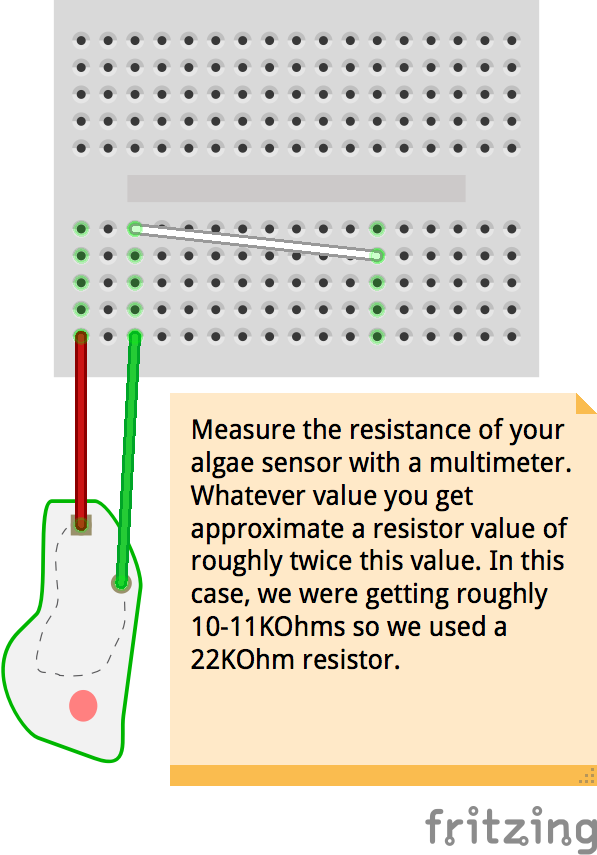 Measure the resistance of your
algae sensor with a multimeter.
Whatever value you get
approximate a resistor value of
roughly twice this value. In this
case, we were getting roughly
10-11KOhms so we used a
22KOhm resistor.
fritzing